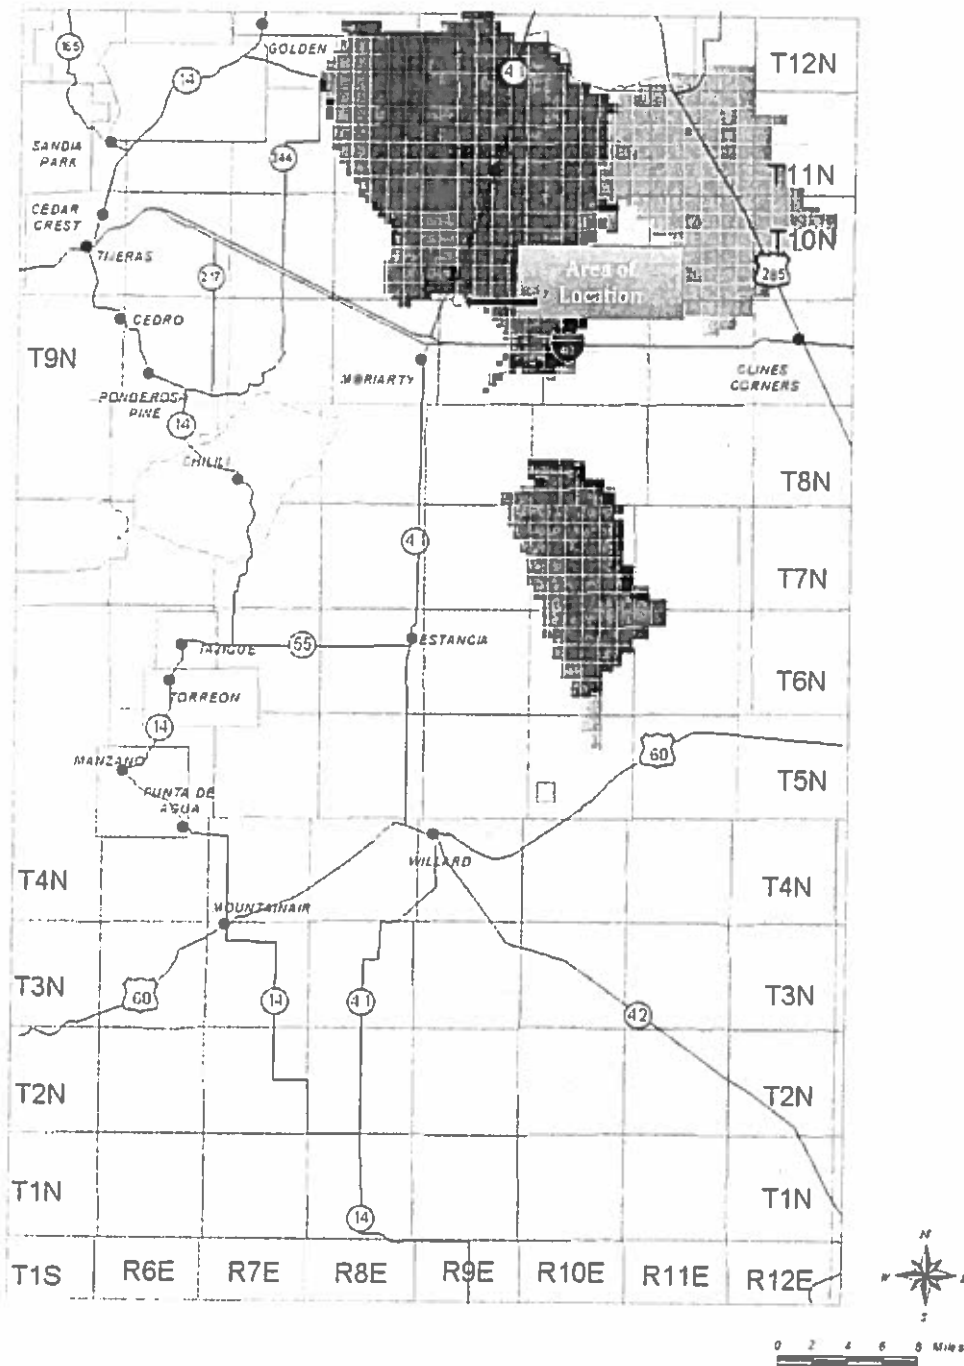 GOLDEN
165
14
41
T12N
SANDIA
PARK
344
T11N
CEDAR
CREST
TIJERAS
T10N
Area of
Location
217
285
CEDRO
T9N
MORIARTY
CLINES
CORNERS
PONDEROSA
PINE
14
CHILILI
T8N
41
T7N
55
ESTANCIA
TAJIQUE
TORREON
T6N
14
60
MANZANO
PUNTA DE
AGUA
T5N
WILLARD
T4N
T4N
MOUNTAINAIR
T3N
60
14
41
42
T3N
T2N
T2N
T1N
T1N
14
T1S
R6E
R7E
R8E
R9E
R10E
R11E
R12E
N
W
E
S
0 2 4 6 8 Miles